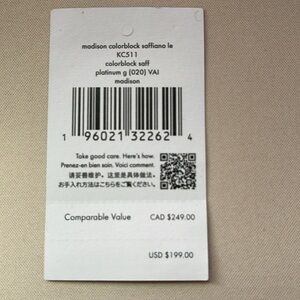 madison colorblock saffiano le
KC511
colorblock saff
platinum g (020) VAI
madison
1 96021 32262 4
Take good care. Here's how.
Prenez-en bien soin. Voici comment.
请妥善维护。这里是具体做法。
お手入れ方法はこちらをご覧ください。
Comparable Value CAD $249.00
USD $199.00